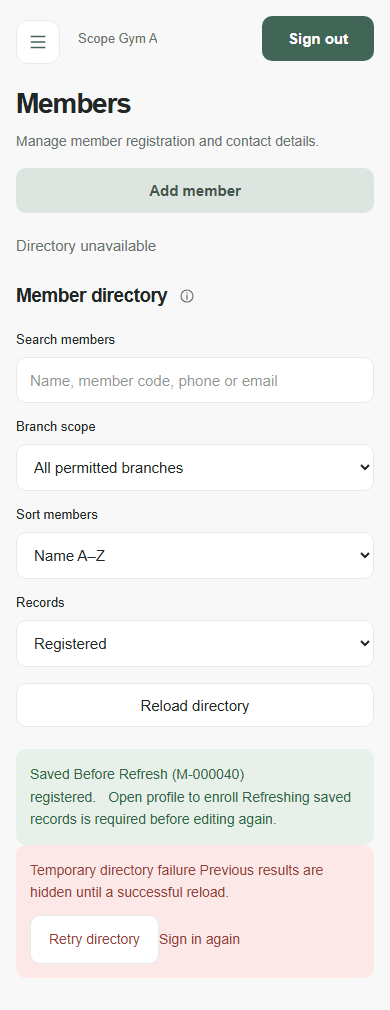 Scope Gym A
Sign out
Members
Manage member registration and contact details.
Add member
Directory unavailable
Member directory
Search members
Name, member code, phone or email
Branch scope
All permitted branches
Sort members
Name A–Z
Records
Registered
Reload directory
Saved Before Refresh (M-000040)
registered. Open profile to enroll Refreshing saved
records is required before editing again.
Temporary directory failure Previous results are
hidden until a successful reload.
Retry directory Sign in again